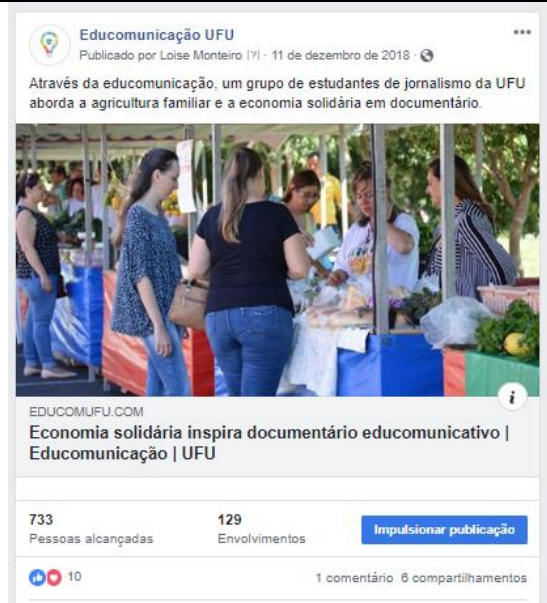 Educomunicação UFU
Publicado por Loise Monteiro [?] · 11 de dezembro de 2018 ·
Através da educomunicação, um grupo de estudantes de jornalismo da UFU
aborda a agricultura familiar e a economia solidária em documentário.
EDUCOMUFU.COM
Economia solidária inspira documentário educomunicativo |
Educomunicação | UFU
733
Pessoas alcançadas
129
Envolvimentos
Impulsionar publicação
10
1 comentário 6 compartilhamentos